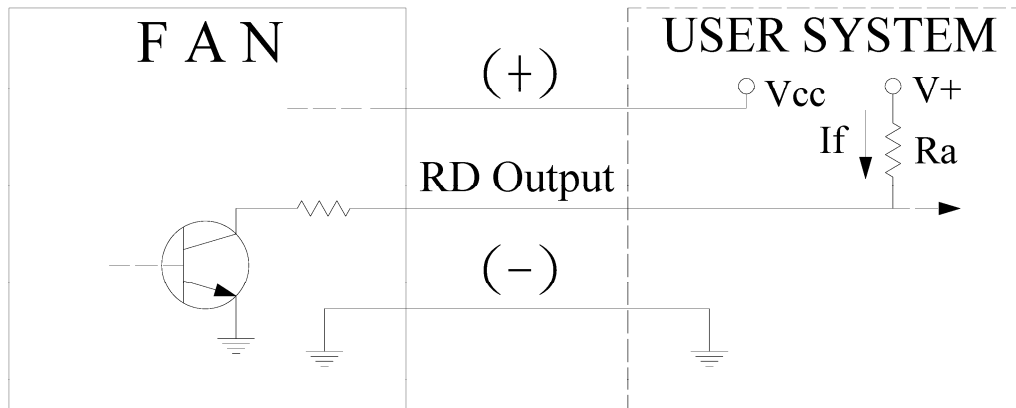 F A N
USER SYSTEM
(+)
Vcc
V+
If
Ra
RD Output
(-)